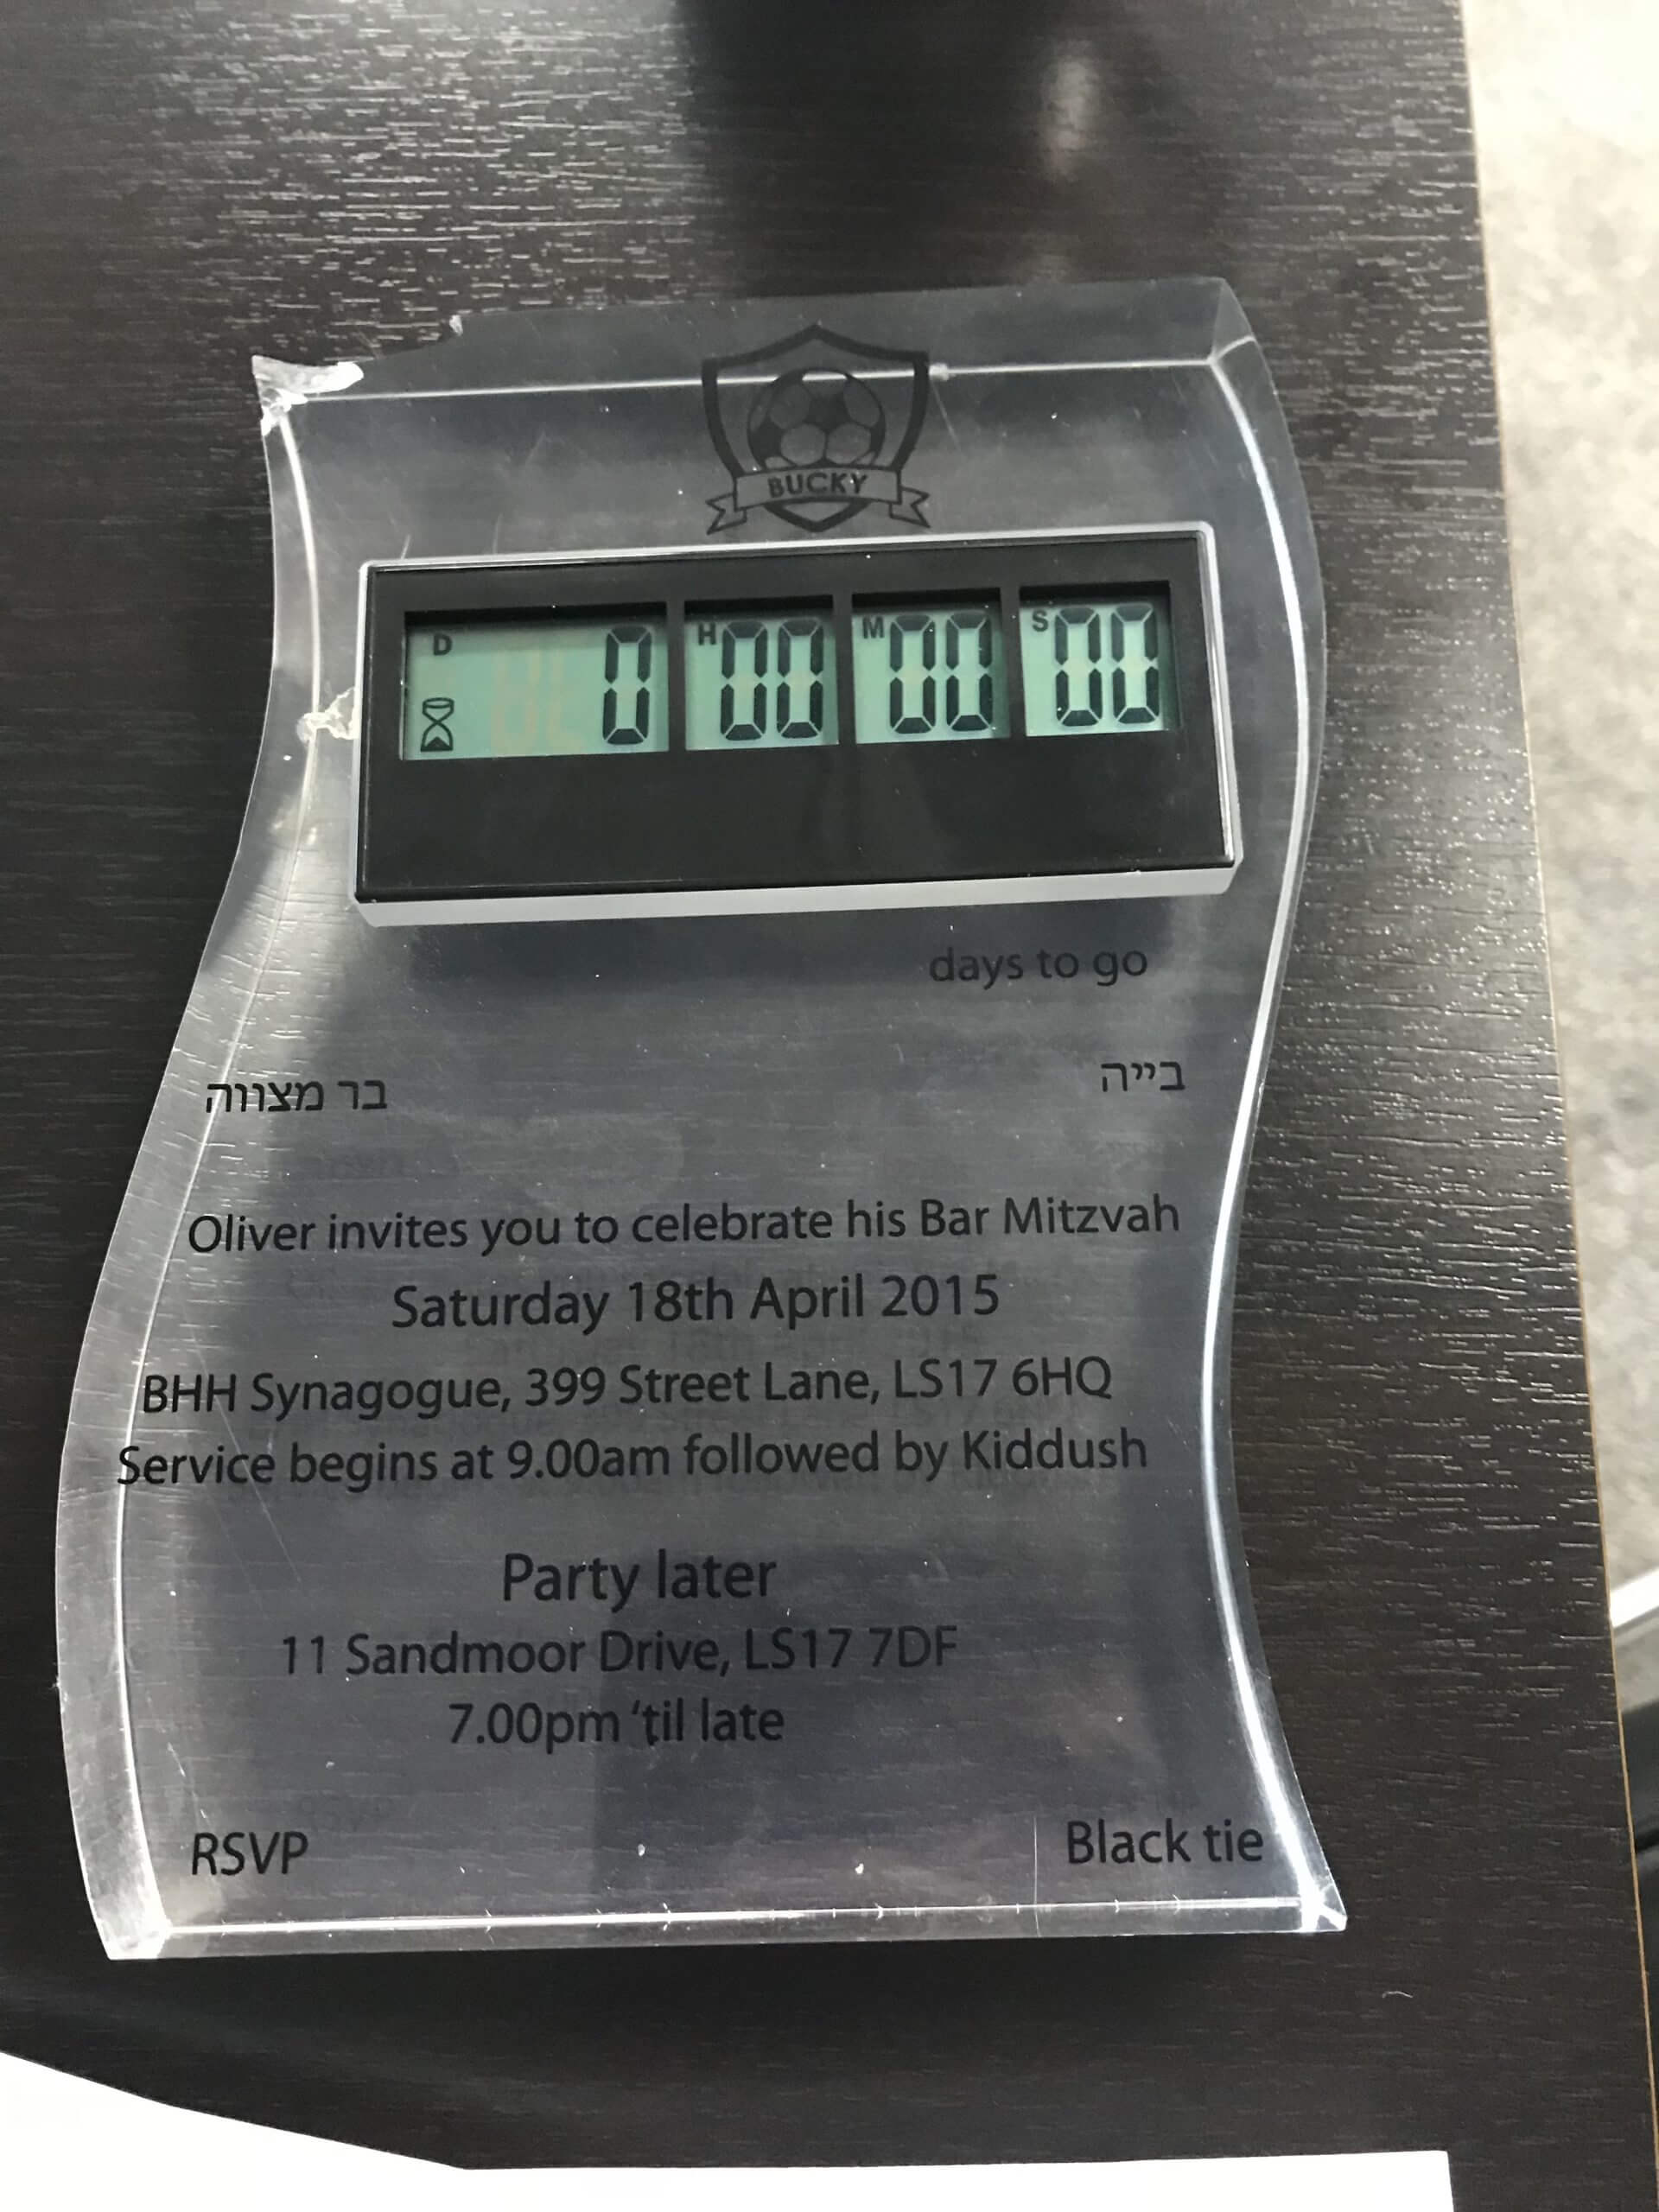 BUCKY
D 0 H 00 M 00 S 00
days to go
בר מצווה בייה
Oliver invites you to celebrate his Bar Mitzvah
Saturday 18th April 2015
BHH Synagogue, 399 Street Lane, LS17 6HQ
Service begins at 9.00am followed by Kiddush
Party later
11 Sandmoor Drive, LS17 7DF
7.00pm ‘til late
RSVP Black tie